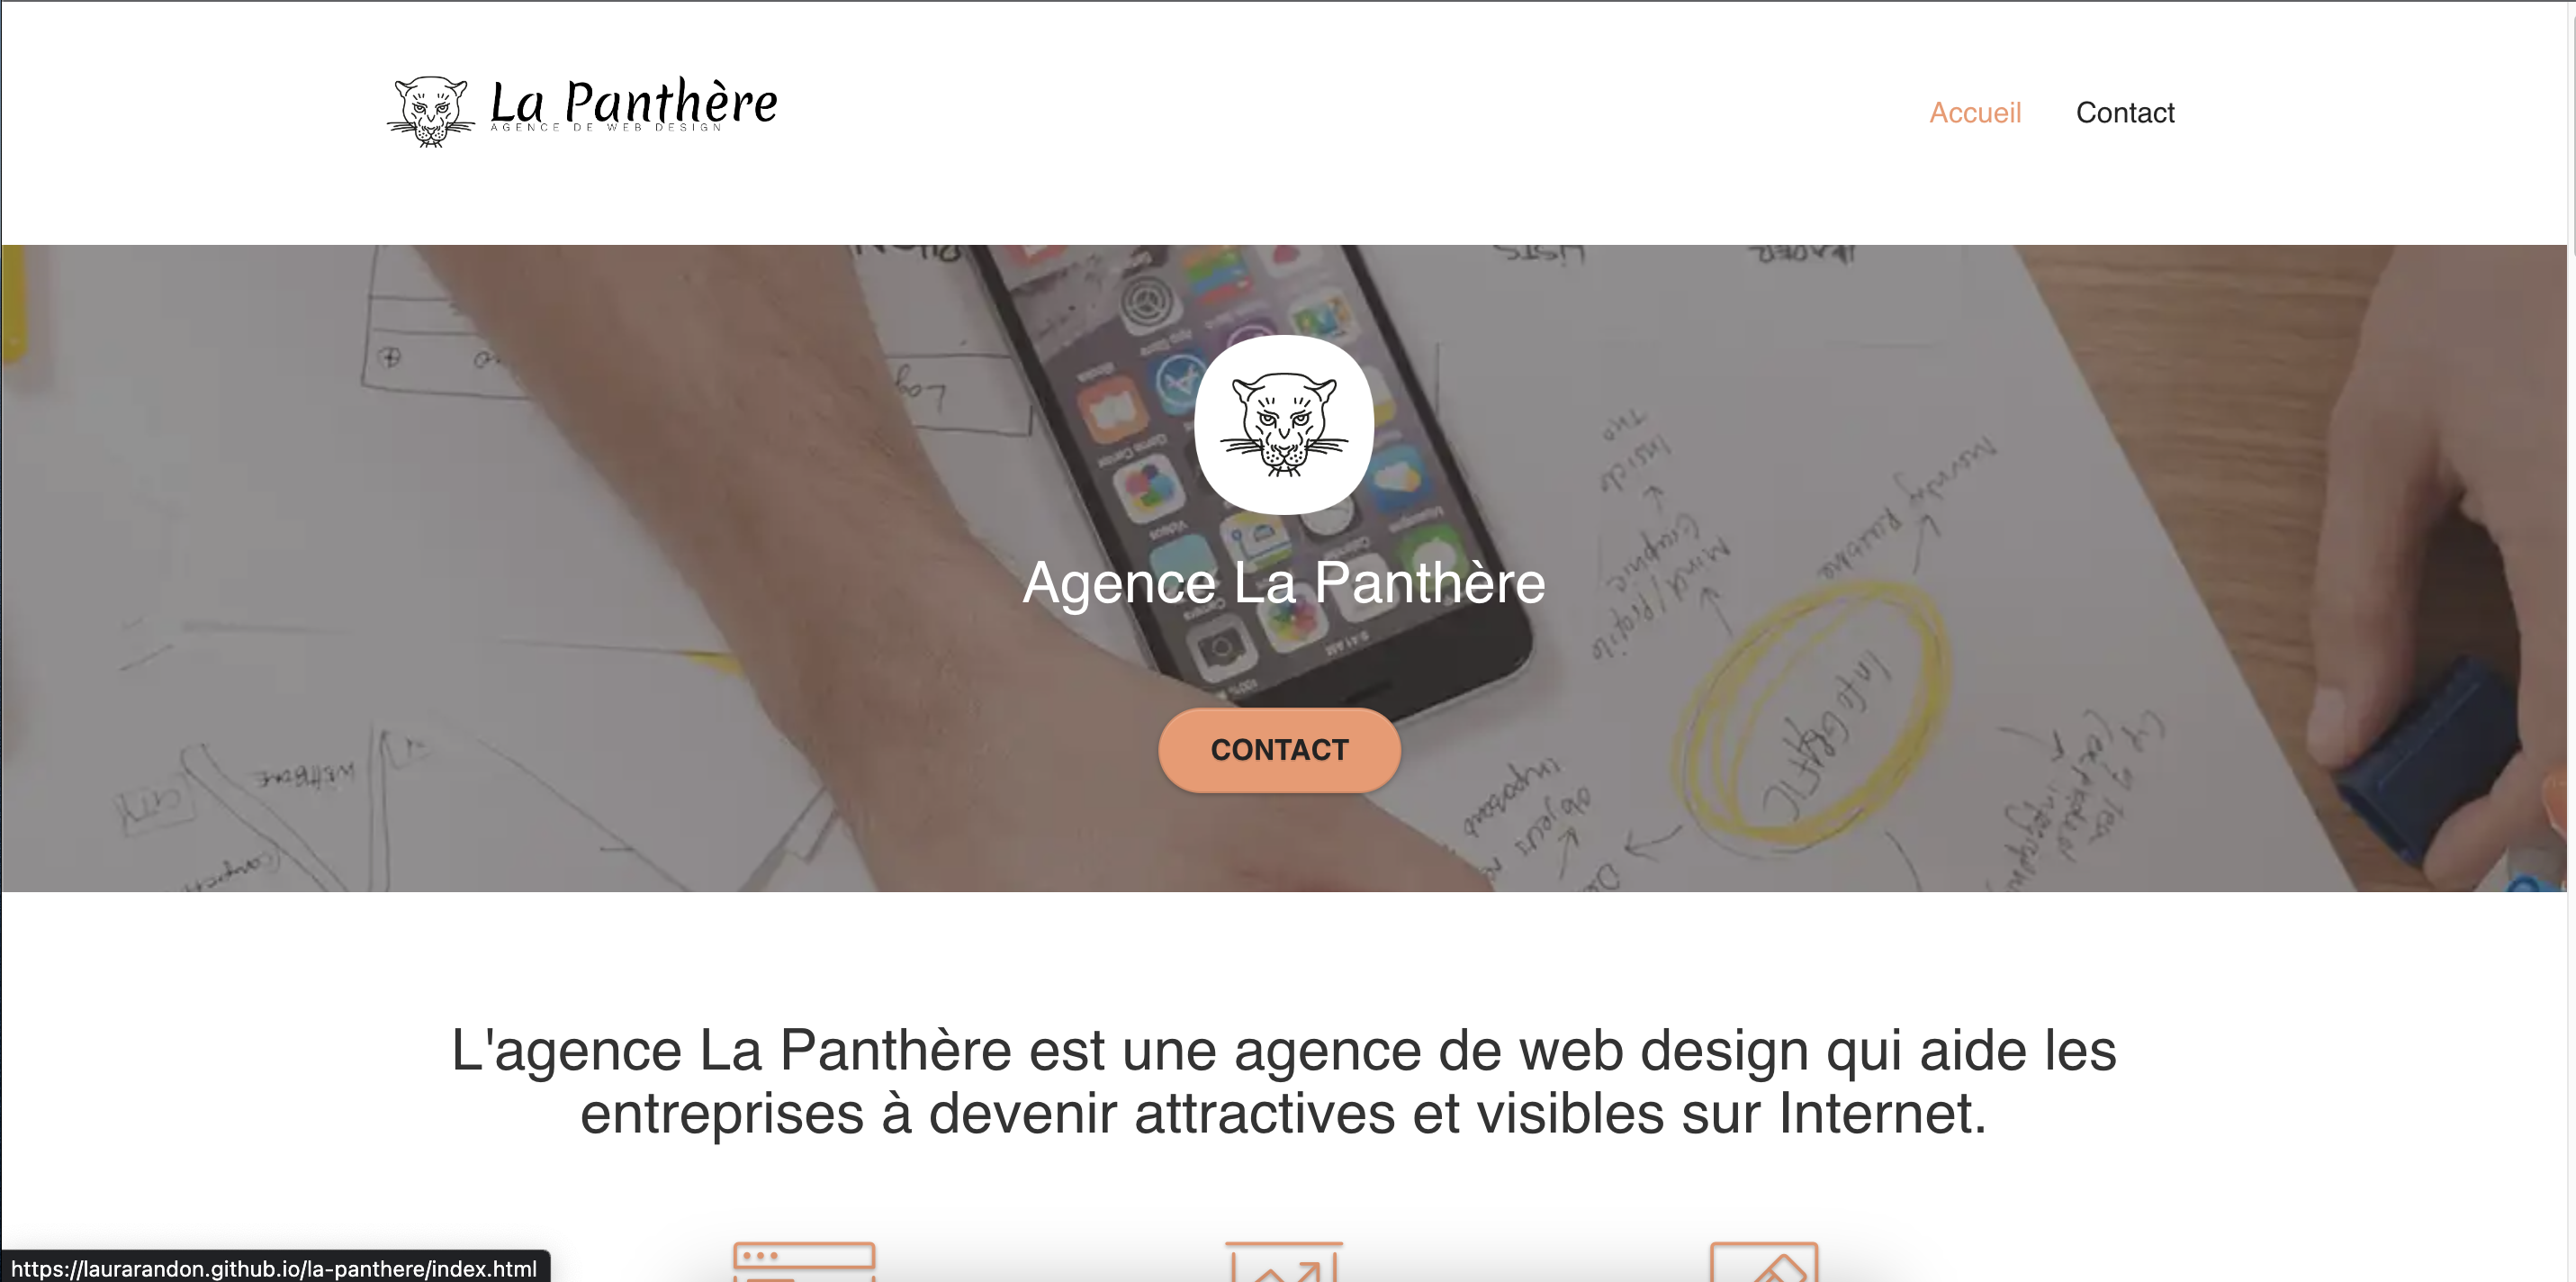 La Panthère
AGENCE DE WEB DESIGN
Accueil Contact
LISTS
Agence La Panthère
INFOGRAFIC
CONTACT
L'agence La Panthère est une agence de web design qui aide les
entreprises à devenir attractives et visibles sur Internet.
https://laurarandon.github.io/la-panthere/index.html